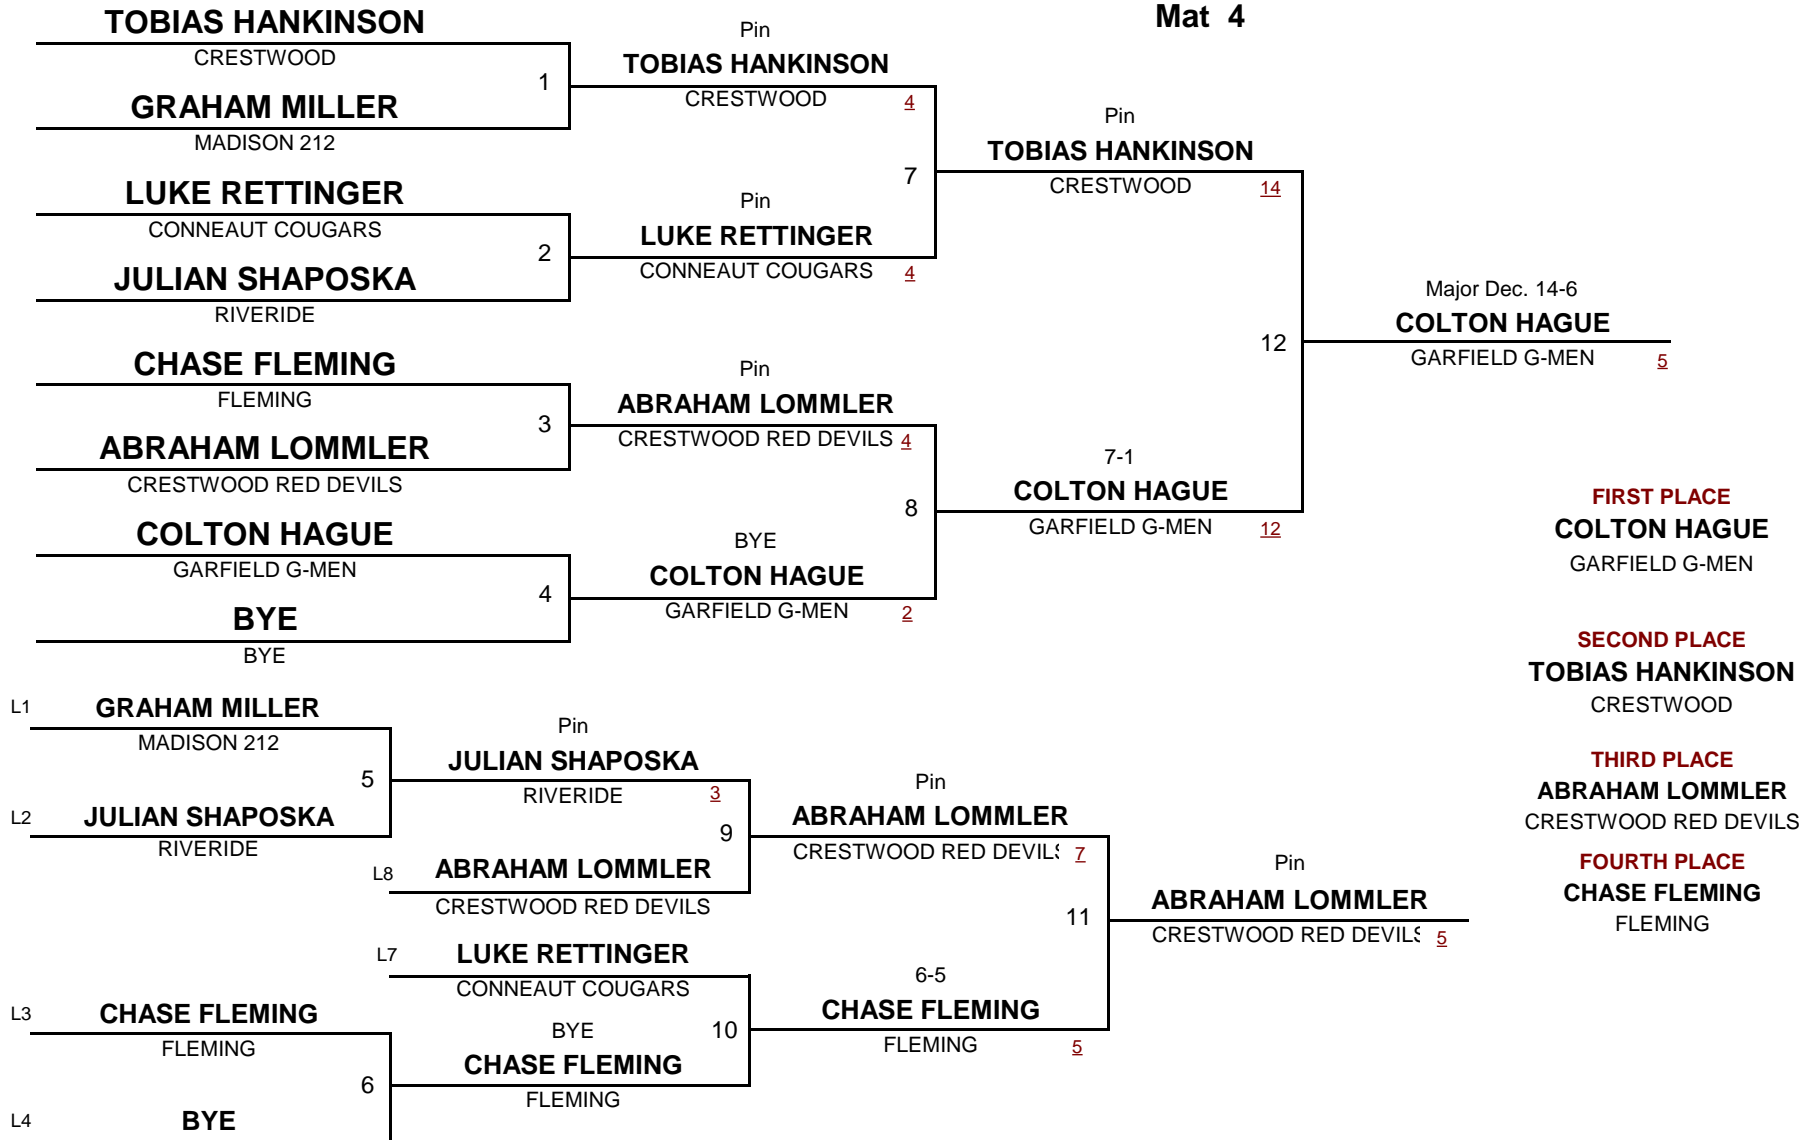 Mat 4
TOBIAS HANKINSON
CRESTWOOD
1
GRAHAM MILLER
MADISON 212
LUKE RETTINGER
CONNEAUT COUGARS
2
JULIAN SHAPOSKA
RIVERIDE
CHASE FLEMING
FLEMING
3
ABRAHAM LOMMLER
CRESTWOOD RED DEVILS
COLTON HAGUE
GARFIELD G-MEN
4
BYE
BYE
Pin
TOBIAS HANKINSON
CRESTWOOD 4
7
Pin
LUKE RETTINGER
CONNEAUT COUGARS 4
Pin
ABRAHAM LOMMLER
CRESTWOOD RED DEVILS 4
8
BYE
COLTON HAGUE
GARFIELD G-MEN 2
Pin
TOBIAS HANKINSON
CRESTWOOD 14
12
7-1
COLTON HAGUE
GARFIELD G-MEN 12
Major Dec. 14-6
COLTON HAGUE
GARFIELD G-MEN 5
FIRST PLACE
COLTON HAGUE
GARFIELD G-MEN
SECOND PLACE
TOBIAS HANKINSON
CRESTWOOD
THIRD PLACE
ABRAHAM LOMMLER
CRESTWOOD RED DEVILS
FOURTH PLACE
CHASE FLEMING
FLEMING
L1 GRAHAM MILLER
MADISON 212
5
L2 JULIAN SHAPOSKA
RIVERIDE
Pin
JULIAN SHAPOSKA
RIVERIDE 3
9
L8 ABRAHAM LOMMLER
CRESTWOOD RED DEVILS
L7 LUKE RETTINGER
CONNEAUT COUGARS
10
L3 CHASE FLEMING
FLEMING
6
L4 BYE
BYE
CHASE FLEMING
FLEMING
Pin
ABRAHAM LOMMLER
CRESTWOOD RED DEVILS 7
11
6-5
CHASE FLEMING
FLEMING 5
Pin
ABRAHAM LOMMLER
CRESTWOOD RED DEVILS 5